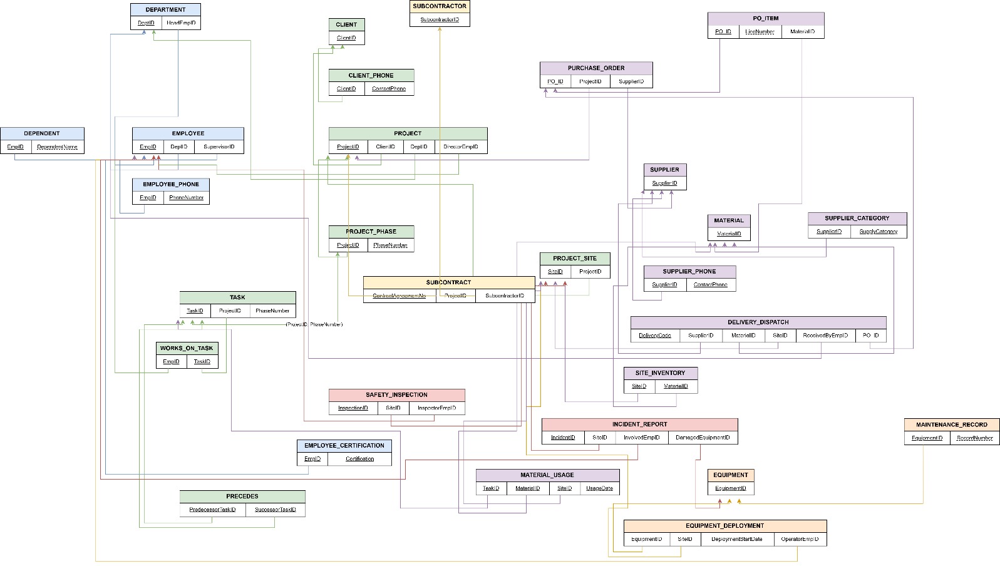 SUBCONTRACTOR
SubcontractorID
DEPARTMENT
DeptID HeadEmpID
CLIENT
ClientID
PO_ITEM
PO_ID LineNumber MaterialID
CLIENT_PHONE
ClientID ContactPhone
PURCHASE_ORDER
PO_ID ProjectID SupplierID
DEPENDENT
EmpID DependentName
EMPLOYEE
EmpID DeptID SupervisorID
PROJECT
ProjectID ClientID DeptID DirectorEmpID
EMPLOYEE_PHONE
EmpID PhoneNumber
SUPPLIER
SupplierID
MATERIAL
MaterialID
SUPPLIER_CATEGORY
SupplierID SupplyCategory
PROJECT_PHASE
ProjectID PhaseNumber
PROJECT_SITE
SiteID ProjectID
SUPPLIER_PHONE
SupplierID ContactPhone
SUBCONTRACT
ContractAgreementNo ProjectID SubcontractorID
TASK
TaskID ProjectID PhaseNumber
(ProjectID, PhaseNumber)
DELIVERY_DISPATCH
DeliveryCode SupplierID MaterialID SiteID ReceivedByEmpID PO_ID
WORKS_ON_TASK
EmpID TaskID
SITE_INVENTORY
SiteID MaterialID
SAFETY_INSPECTION
InspectionID SiteID InspectorEmpID
INCIDENT_REPORT
IncidentID SiteID InvolvedEmpID DamagedEquipmentID
MAINTENANCE_RECORD
EquipmentID RecordNumber
EMPLOYEE_CERTIFICATION
EmpID Certification
MATERIAL_USAGE
TaskID MaterialID SiteID UsageDate
EQUIPMENT
EquipmentID
PRECEDES
PredecessorTaskID SuccessorTaskID
EQUIPMENT_DEPLOYMENT
EquipmentID SiteID DeploymentStartDate OperatorEmpID